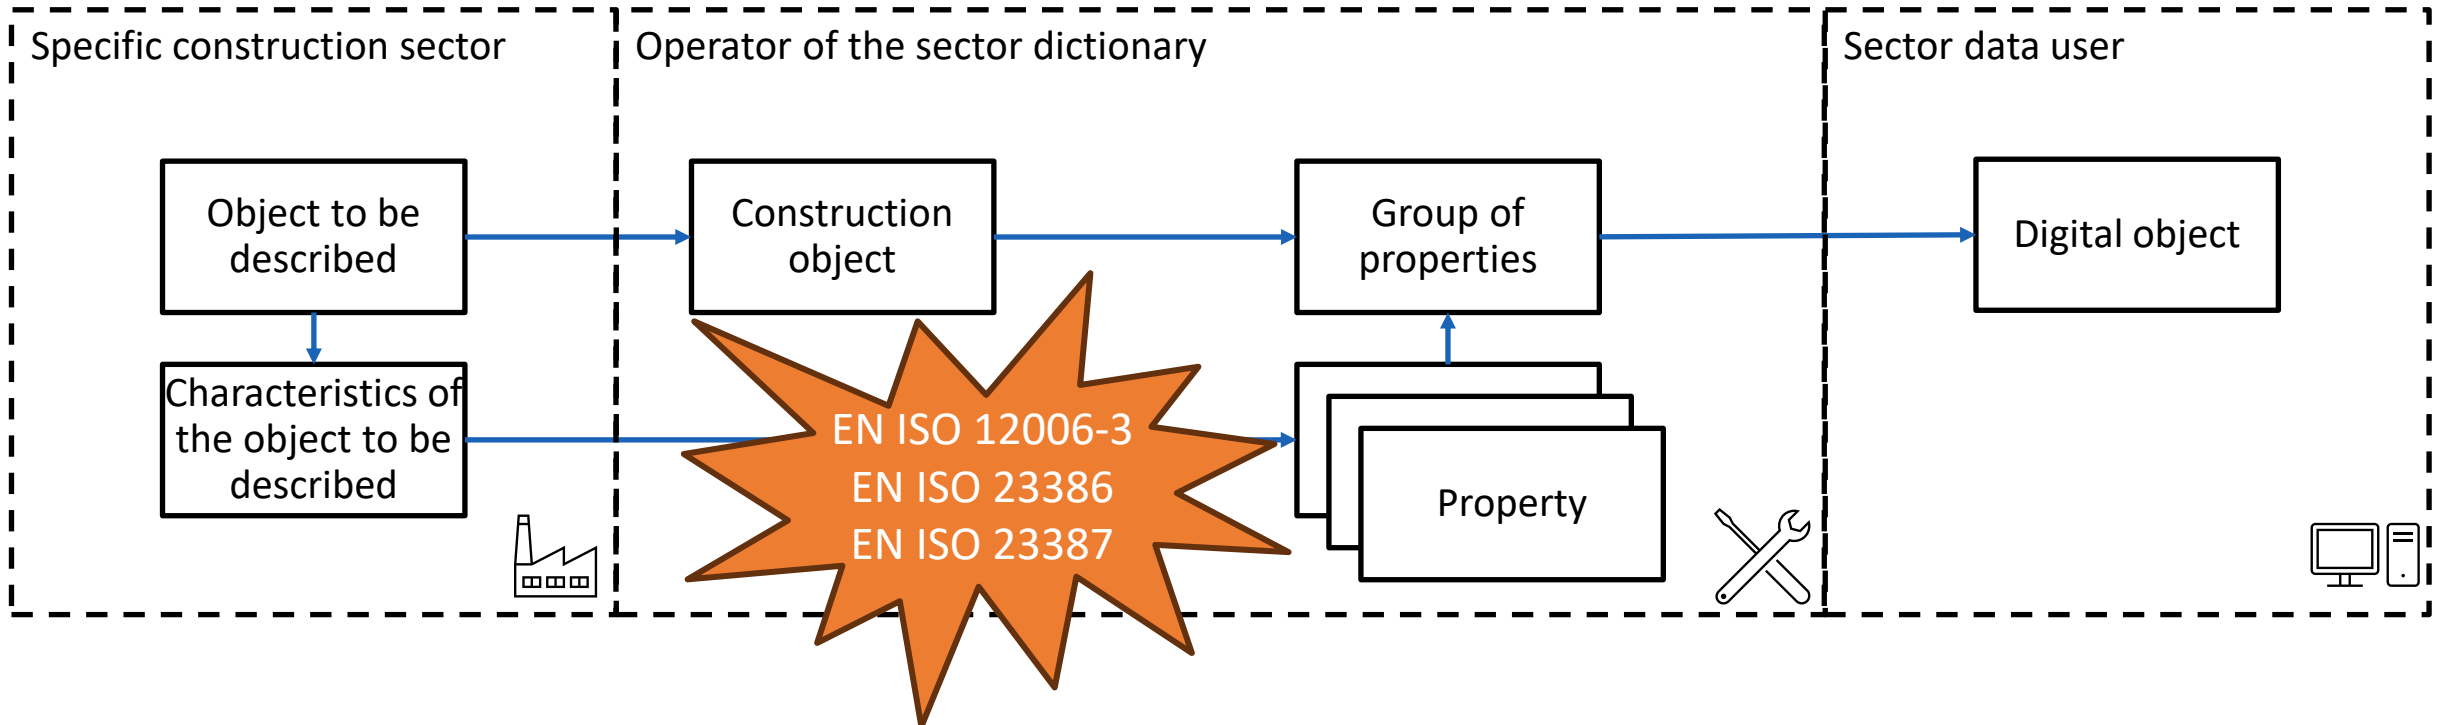 Specific construction sector
Operator of the sector dictionary
Sector data user
Object to be
described
Construction
object
Group of
properties
Digital object
Characteristics of
the object to be
described
EN ISO 12006-3
EN ISO 23386
EN ISO 23387
Property